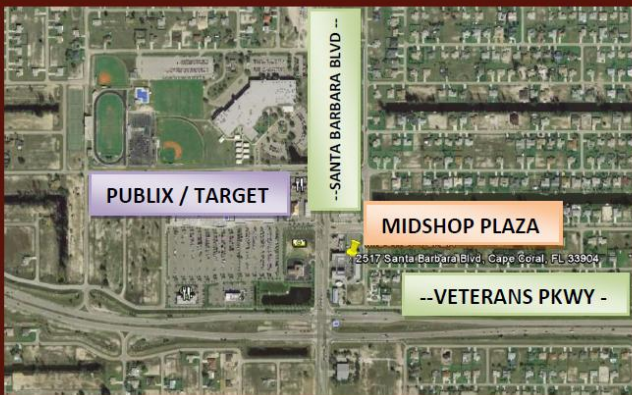 --SANTA BARBARA BLVD --
PUBLIX / TARGET
MIDSHOP PLAZA
2517 Santa Barbara Blvd, Cape Coral, FL 33904
--VETERANS PKWY -